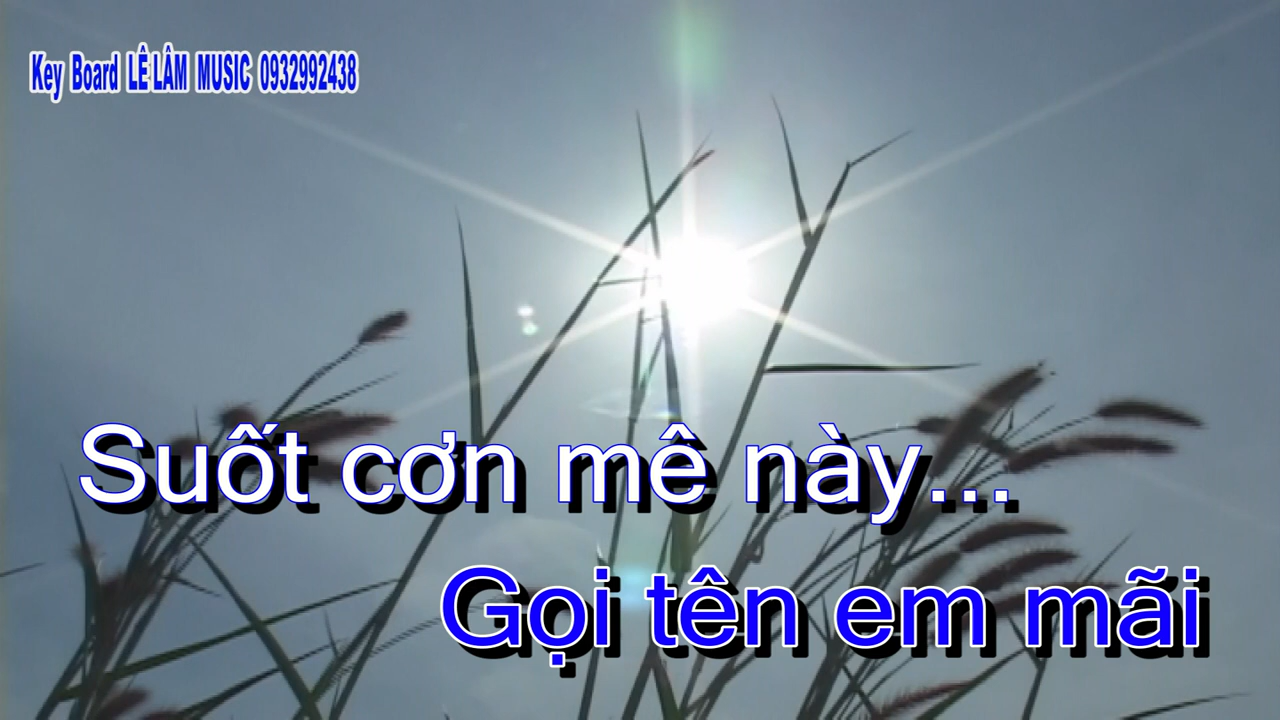 Key Board LÊ LÂM MUSIC 0932992438
Suốt cơn mê này...
Gọi tên em mãi